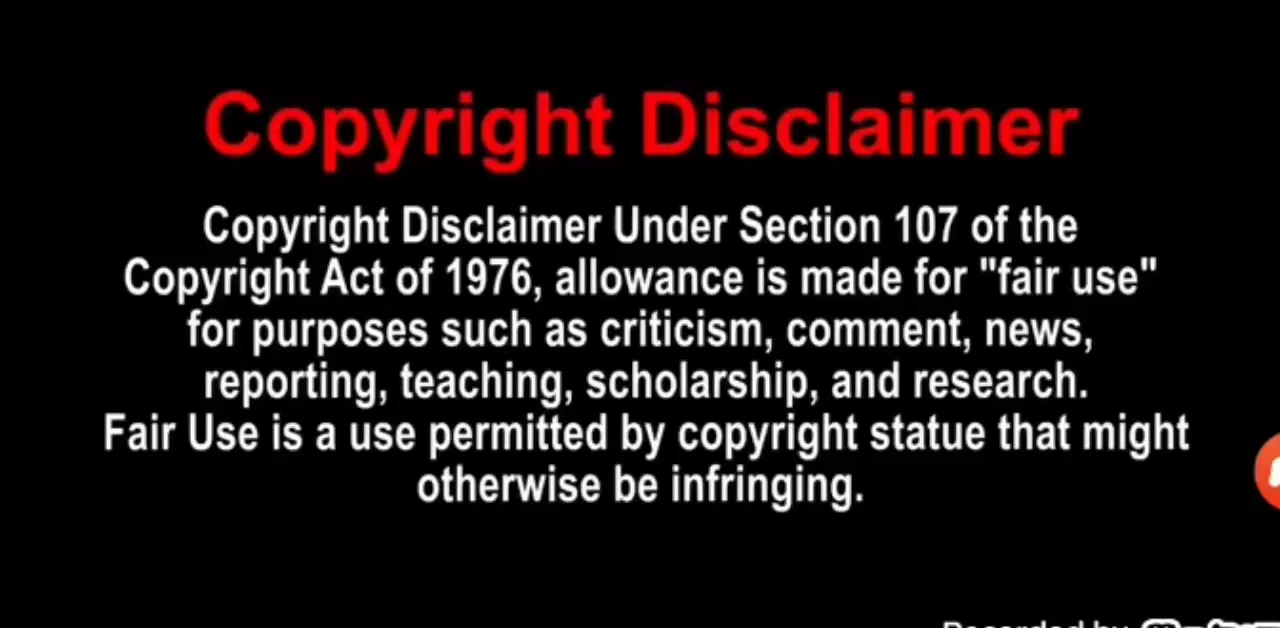 Copyright Disclaimer
Copyright Disclaimer Under Section 107 of the
Copyright Act of 1976, allowance is made for "fair use"
for purposes such as criticism, comment, news,
reporting, teaching, scholarship, and research.
Fair Use is a use permitted by copyright statue that might
otherwise be infringing.
Recorded by